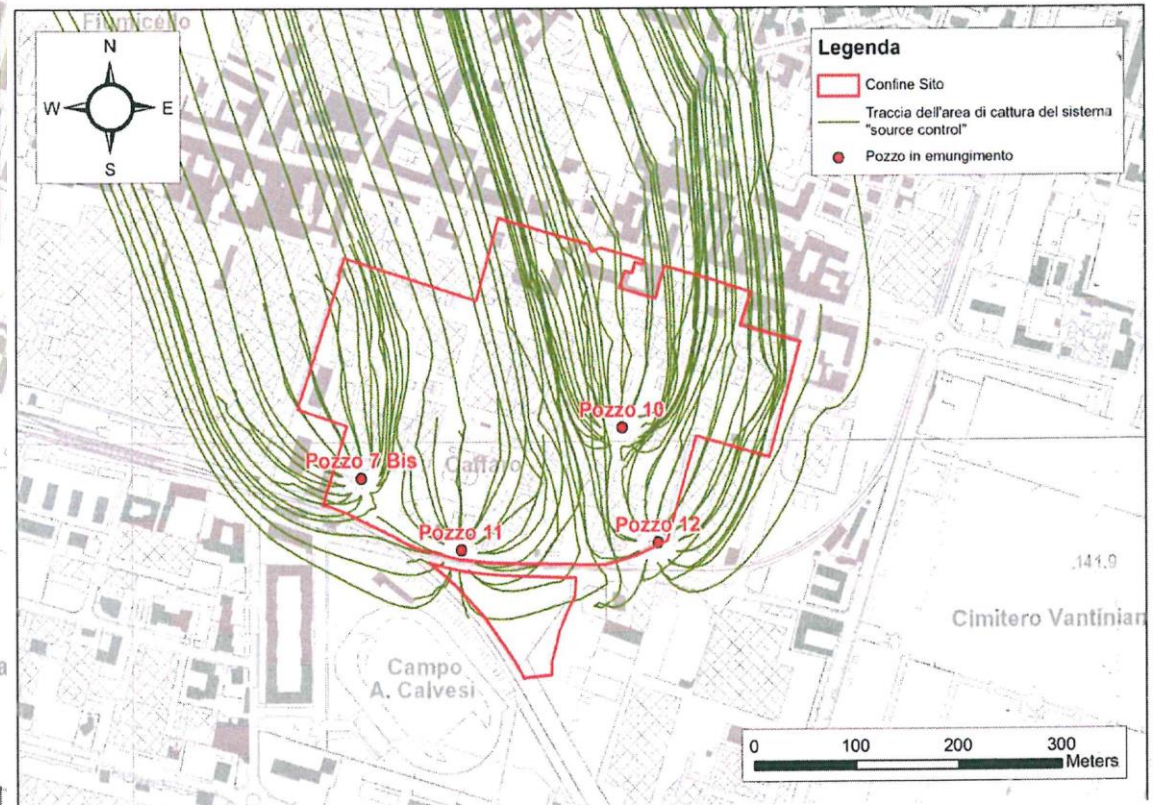 Fiumicello
N
W
E
S
Legenda
Confine Sito
Traccia dell'area di cattura del sistema
"source control"
Pozzo in emungimento
Pozzo 10
Pozzo 7 Bis
Caffaro
Pozzo 11
Pozzo 12
141.9
Cimitero Vantinian
Campo
A. Calvesi
a
0 100 200 300
Meters